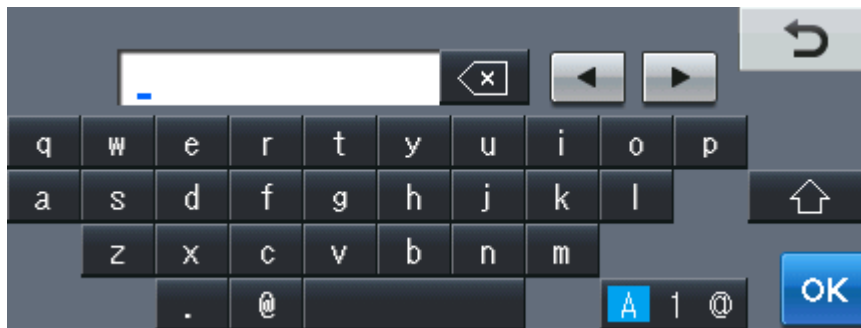 q w e r t y u i o p
a s d f g h j k l
z x c v b n m
. @ A 1 @
OK